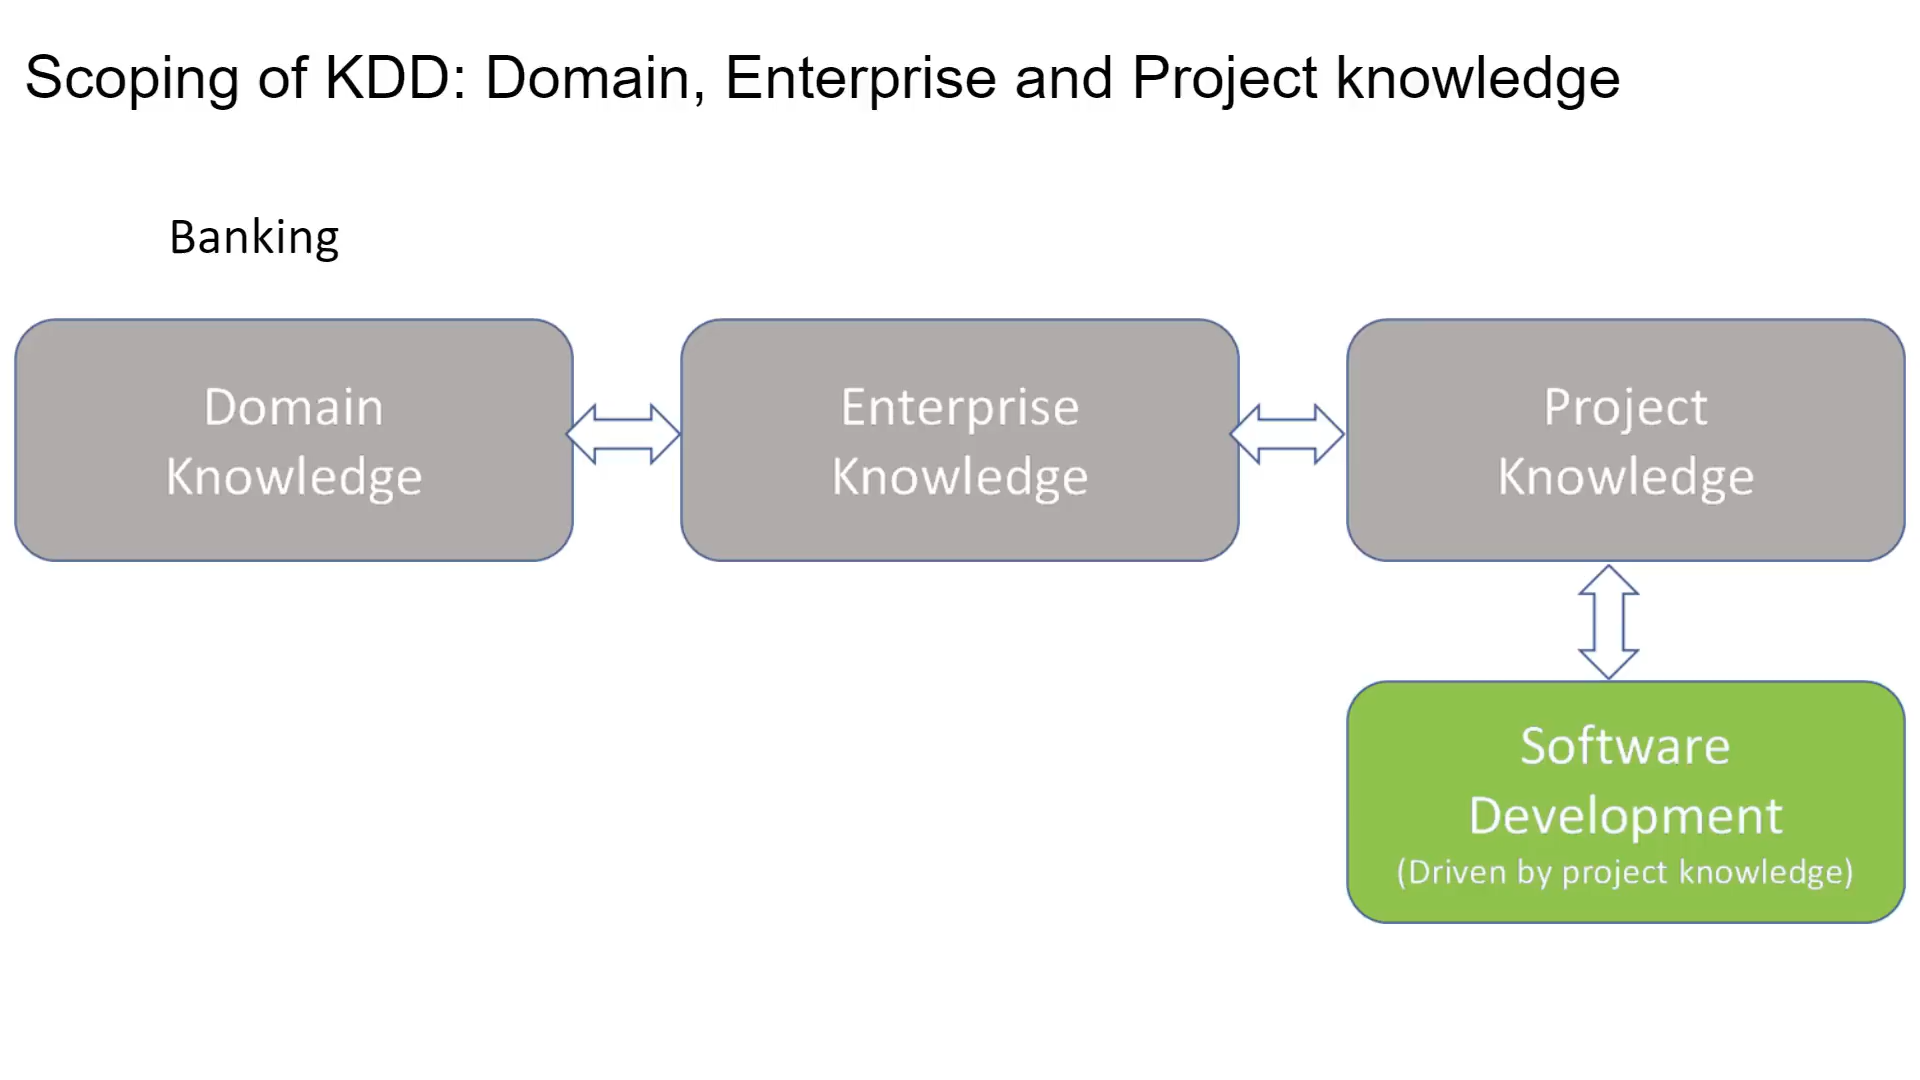 Scoping of KDD: Domain, Enterprise and Project knowledge
Banking
Domain
Knowledge
Enterprise
Knowledge
Project
Knowledge
Software
Development
(Driven by project knowledge)